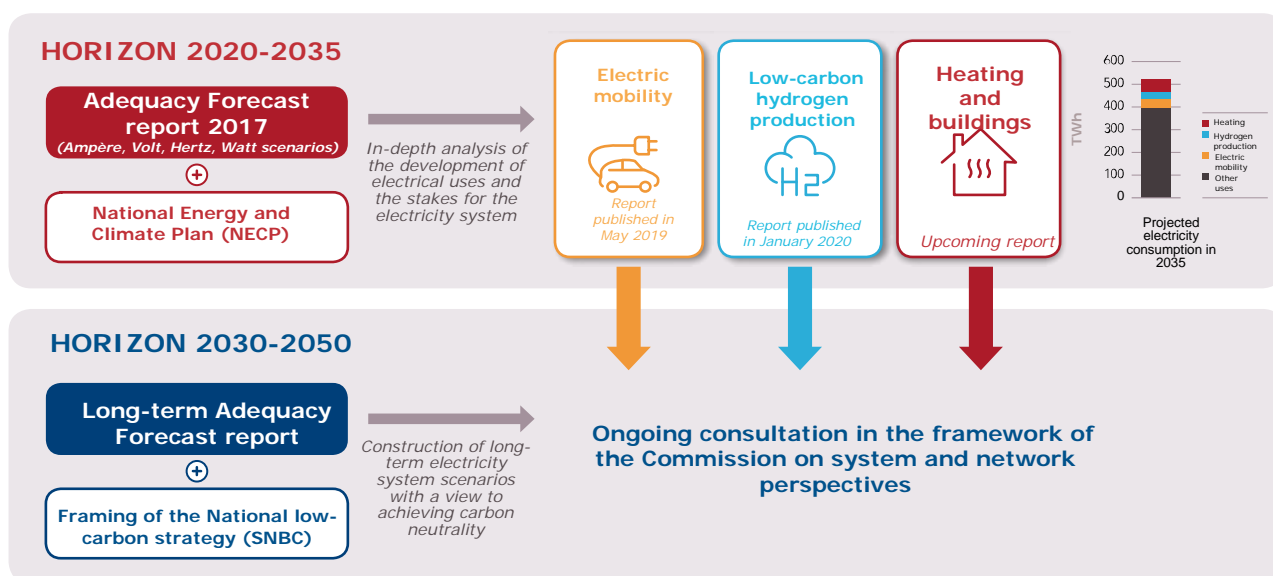 HORIZON 2020-2035
Adequacy Forecast
report 2017
(Ampère, Volt, Hertz, Watt scenarios)
+
National Energy and
Climate Plan (NECP)
In-depth analysis of
the development of
electrical uses and
the stakes for the
electricity system
Electric
mobility
Report
published in
May 2019
Low-carbon
hydrogen
production
H2
Report published
in January 2020
Heating
and
buildings
Upcoming report
TWh
600
500
400
300
200
100
0
Heating
Hydrogen
production
Electric
mobility
Other
uses
Projected
electricity
consumption in
2035
HORIZON 2030-2050
Long-term Adequacy
Forecast report
+
Framing of the National low-
carbon strategy (SNBC)
Construction of long-
term electricity
system scenarios
with a view to
achieving carbon
neutrality
Ongoing consultation in the framework of
the Commission on system and network
perspectives